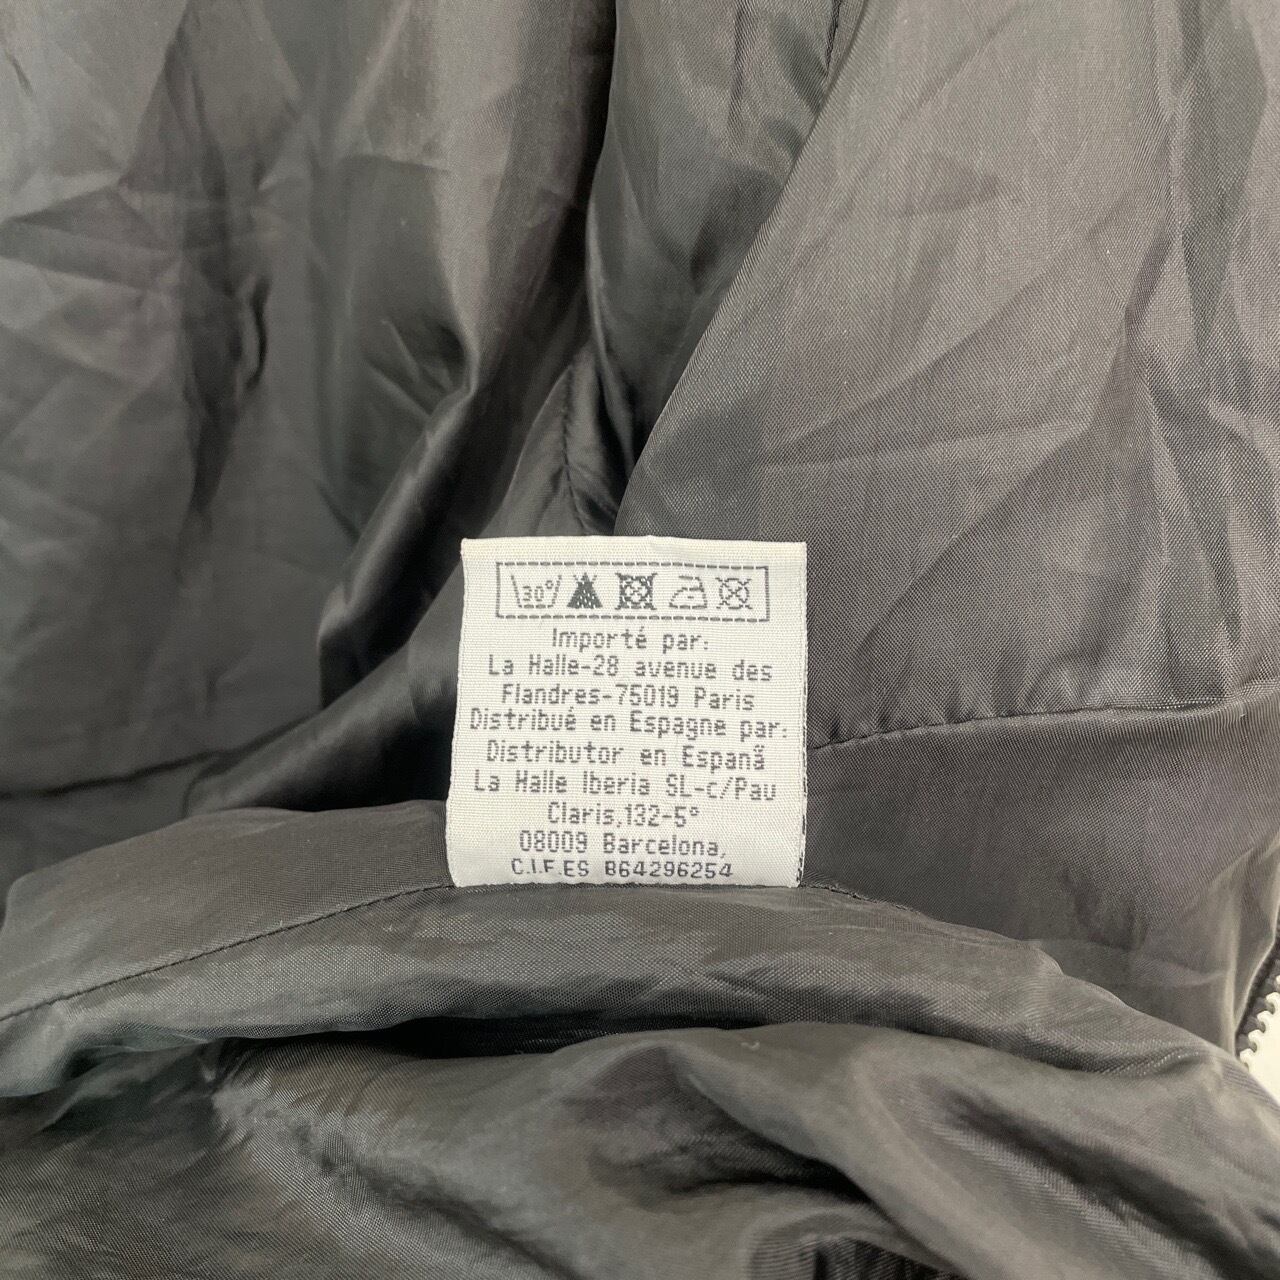 30°
Importé par:
La Halle-28 avenue des
Flandres-75019 Paris
Distribué en Espagne par:
Distributor en Espanä
La Halle Iberia SL-c/Pau
Claris,132-5°
08009 Barcelona,
C.I.F.ES B64296254